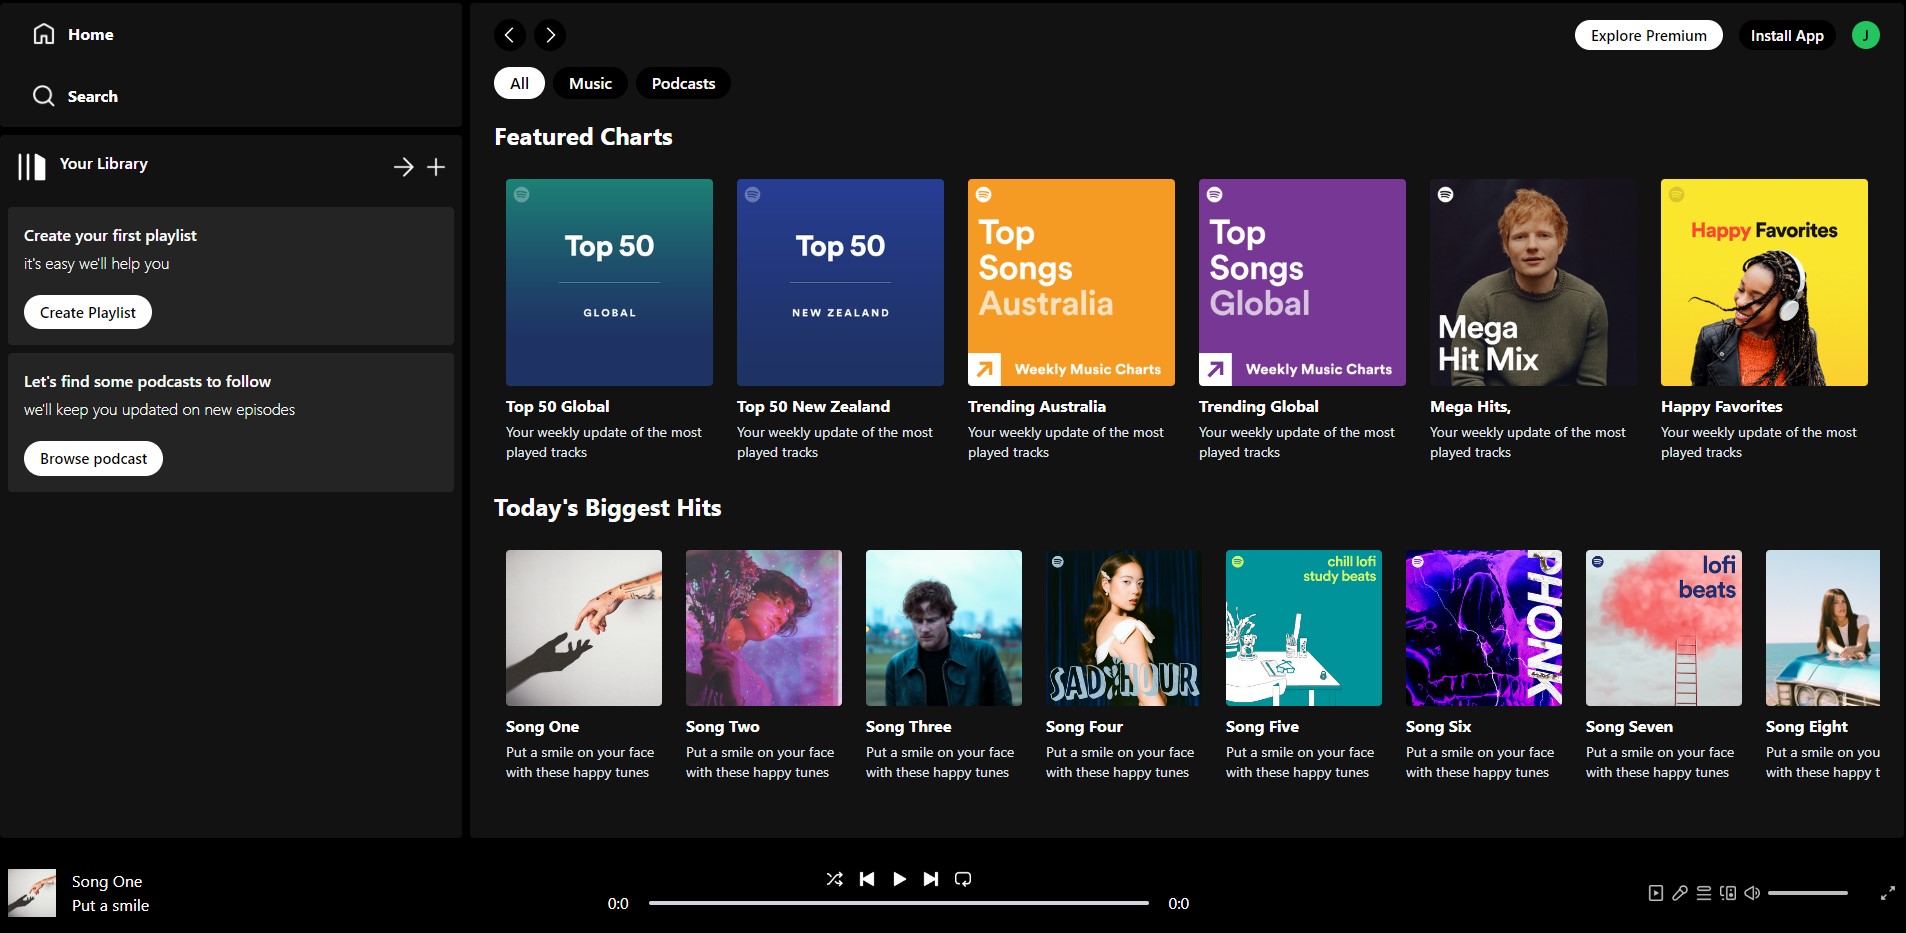 Home
Search
Your Library
Create your first playlist
it's easy we'll help you
Create Playlist
Let's find some podcasts to follow
we'll keep you updated on new episodes
Browse podcast
Explore Premium
Install App
J
All
Music
Podcasts
Featured Charts
Top 50
GLOBAL
Top 50 Global
Your weekly update of the most
played tracks
Top 50
NEW ZEALAND
Top 50 New Zealand
Your weekly update of the most
played tracks
Top
Songs
Australia
Weekly Music Charts
Trending Australia
Your weekly update of the most
played tracks
Top
Songs
Global
Weekly Music Charts
Trending Global
Your weekly update of the most
played tracks
Mega
Hit Mix
Mega Hits,
Your weekly update of the most
played tracks
Happy Favorites
Happy Favorites
Your weekly update of the most
played tracks
Today's Biggest Hits
Song One
Put a smile on your face
with these happy tunes
Song Two
Put a smile on your face
with these happy tunes
Song Three
Put a smile on your face
with these happy tunes
SAD HOUR
Song Four
Put a smile on your face
with these happy tunes
chill lofi
study beats
Song Five
Put a smile on your face
with these happy tunes
PHONK
Song Six
Put a smile on your face
with these happy tunes
lofi
beats
Song Seven
Put a smile on your face
with these happy tunes
Song Eight
Put a smile on you
with these happy t
Song One
Put a smile
0:0
0:0